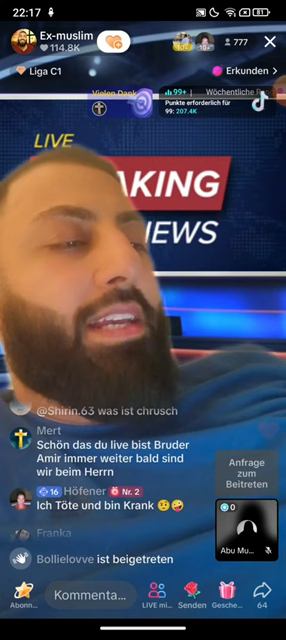 22:17
81
Ex-muslim
114.8K
777
Liga C1
Erkunden
Vielen Dank
99+
Wöchentliche
Punkte erforderlich für
99: 207.4K
LIVE
AKING
NEWS
@Shirin.63 was ist chrusch
Mert
Schön das du live bist Bruder
Amir immer weiter bald sind
wir beim Herrn
16 Höfener Nr. 2
Ich Töte und bin Krank 🤨🤪
Franka
Bollielovve ist beigetreten
Anfrage
zum
Beitreten
0
Abu Mu...
Abonn...
Kommenta...
LIVE mi...
Senden
Gesche...
64